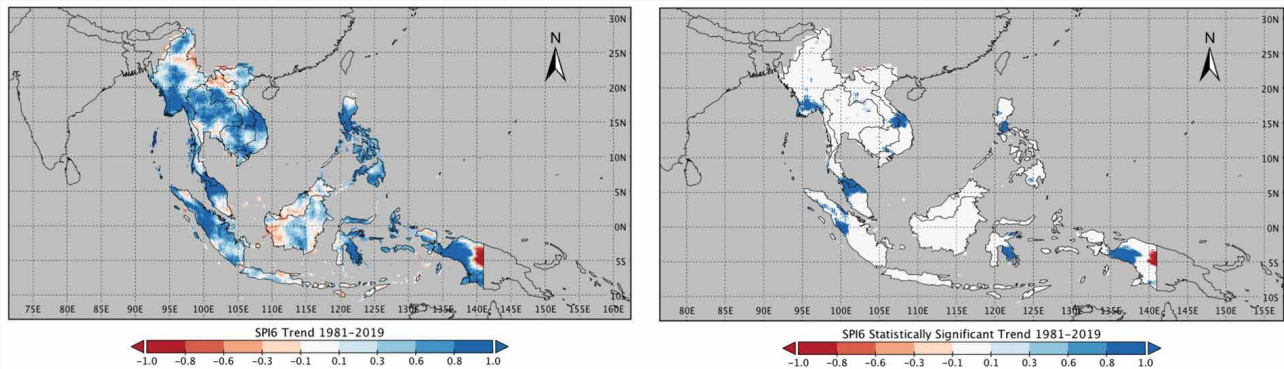 N
30N
25N
20N
15N
10N
5N
0N
5S
10S
75E 80E 85E 90E 95E 100E 105E 110E 115E 120E 125E 130E 135E 140E 145E 150E 155E 160E
SPI6 Trend 1981-2019
-1.0 -0.8 -0.6 -0.3 -0.1 0.1 0.3 0.6 0.8 1.0
N
30N
25N
20N
15N
10N
5N
0N
5S
10S
80E 85E 90E 95E 100E 105E 110E 115E 120E 125E 130E 135E 140E 145E 150E 155E
SPI6 Statistically Significant Trend 1981-2019
-1.0 -0.8 -0.6 -0.3 -0.1 0.1 0.3 0.6 0.8 1.0